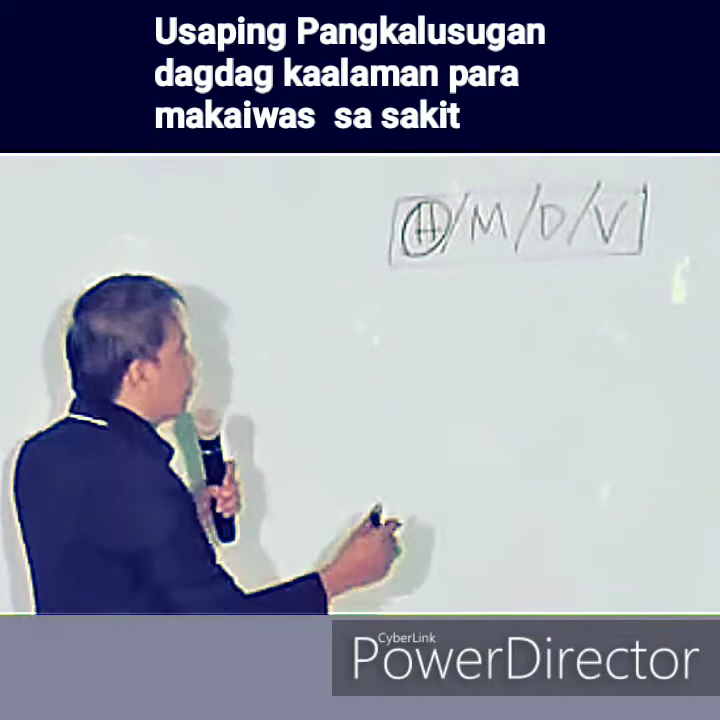 Usaping Pangkalusugan
dagdag kaalaman para
makaiwas sa sakit
H/M/D/V
CyberLink
PowerDirector